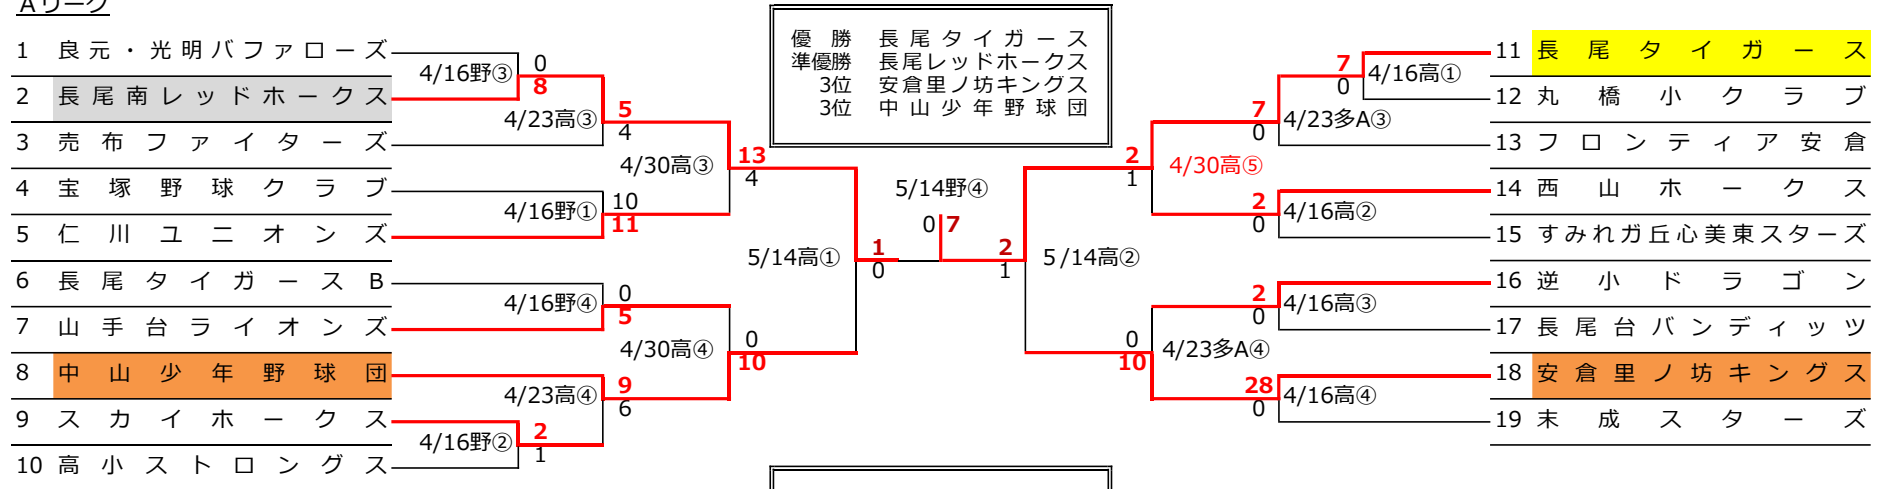 Aリーグ
優勝 長尾タイガース
準優勝 長尾レッドホークス
3位 安倉里ノ坊キングス
3位 中山少年野球団
1 良元・光明バファローズ
2 長尾南レッドホークス
3 売布ファイターズ
4 宝塚野球クラブ
5 仁川ユニオンズ
6 長尾タイガースB
7 山手台ライオンズ
8 中山少年野球団
9 スカイホークス
10 高小ストロングス
4/16野③
0
8
4/23高③
5
4
4/16野①
10
11
4/30高③
13
4
4/16野④
0
5
4/16野②
2
1
4/23高④
9
6
4/30高④
0
10
5/14高①
1
0
5/14野④
0 7
5/14高②
2
1
4/30高⑤
2
1
4/23多A③
7
0
4/16高①
7
0
4/16高②
2
0
4/23多A④
0
10
4/16高③
2
0
4/16高④
28
0
11 長尾タイガース
12 丸橋小クラブ
13 フロンティア安倉
14 西山ホークス
15 すみれガ丘心美東スターズ
16 逆小ドラゴン
17 長尾台バンディッツ
18 安倉里ノ坊キングス
19 末成スターズ